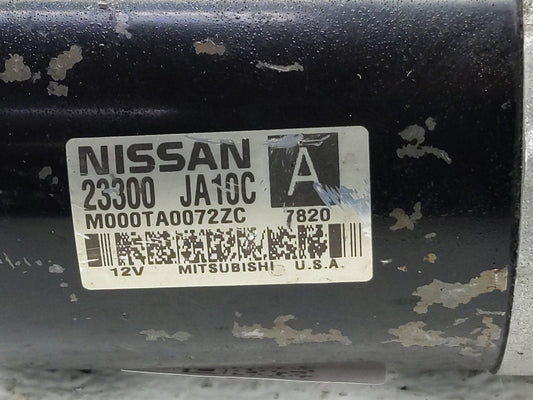 NISSAN A
23300 JA10C
M000TA0072ZC 7820
12V MITSUBISHI U.S.A.